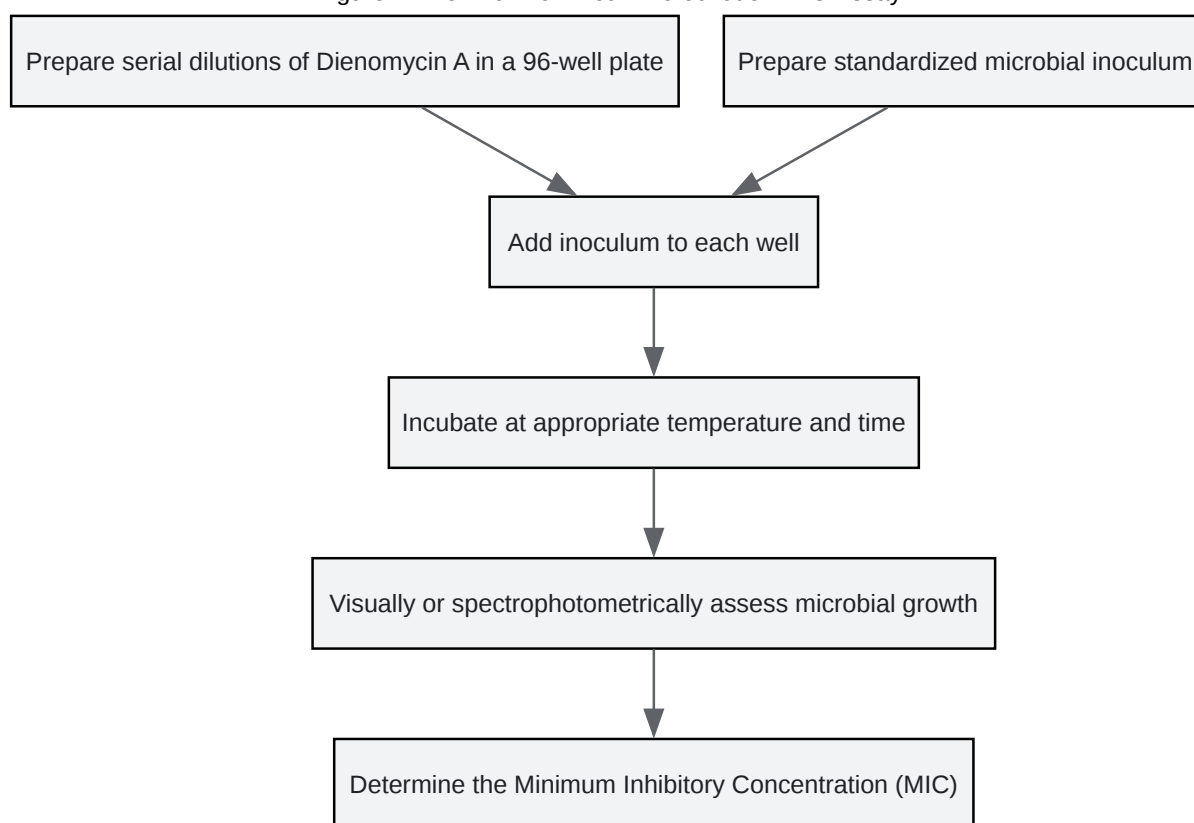 Prepare serial dilutions of Dienomycin A in a 96-well plate
Prepare standardized microbial inoculum
Add inoculum to each well
Incubate at appropriate temperature and time
Visually or spectrophotometrically assess microbial growth
Determine the Minimum Inhibitory Concentration (MIC)